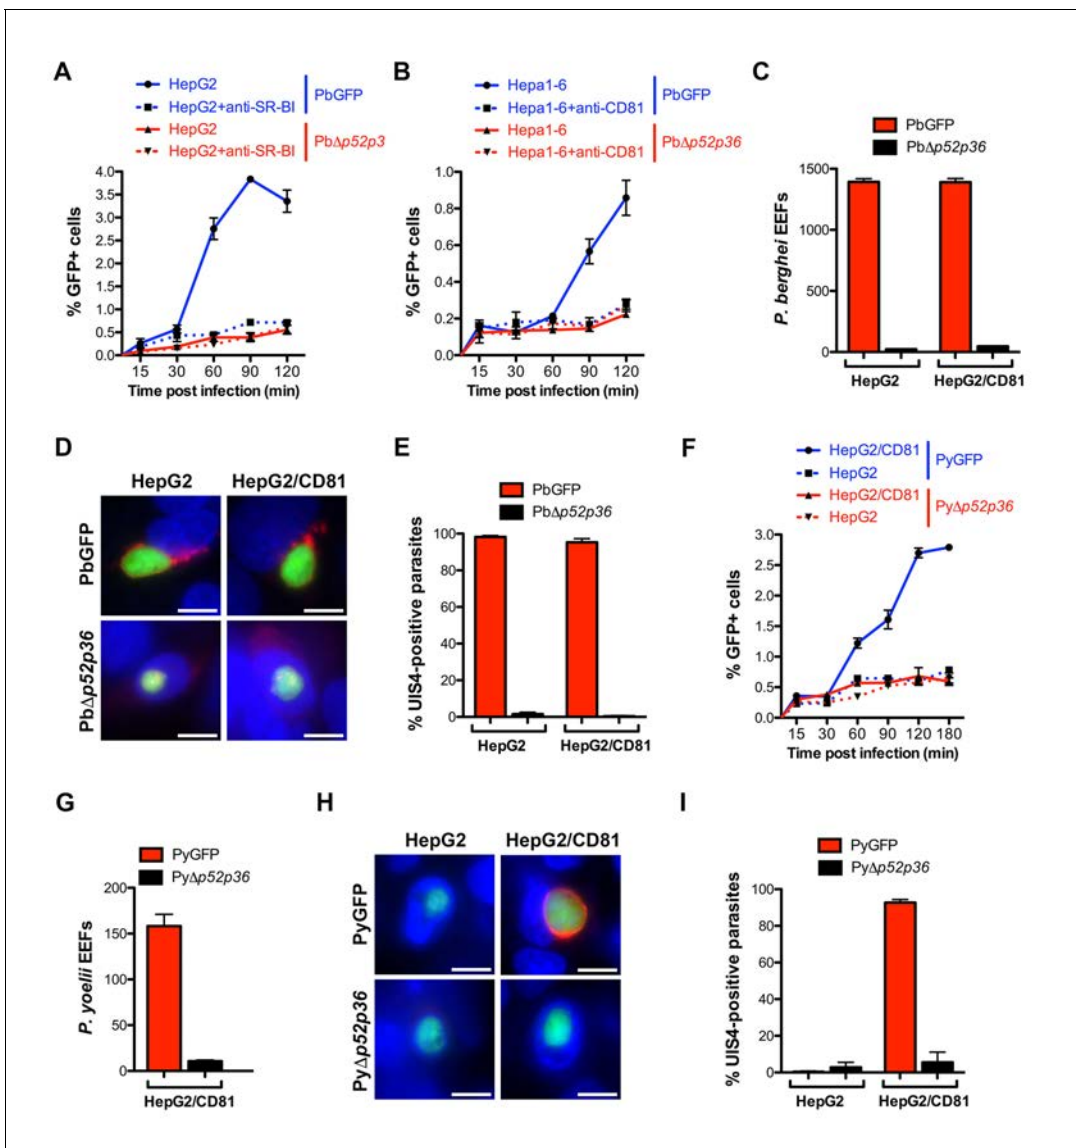 A
HepG2
HepG2+anti-SR-BI
PbGFP
HepG2
HepG2+anti-SR-BI
PbΔp52p3
% GFP+ cells
4.0
3.5
3.0
2.5
2.0
1.5
1.0
0.5
0.0
15 30 60 90 120
Time post infection (min)
B
Hepa1-6
Hepa1-6+anti-CD81
PbGFP
Hepa1-6
Hepa1-6+anti-CD81
PbΔp52p36
% GFP+ cells
1.0
0.8
0.6
0.4
0.2
0.0
15 30 60 90 120
Time post infection (min)
C
PbGFP
PbΔp52p36
P. berghei EEFs
1500
1000
500
0
HepG2 HepG2/CD81
D
HepG2 HepG2/CD81
PbGFP
PbΔp52p36
E
PbGFP
PbΔp52p36
% UIS4-positive parasites
100
80
60
40
20
0
HepG2 HepG2/CD81
F
HepG2/CD81
HepG2
PyGFP
HepG2/CD81
HepG2
PyΔp52p36
% GFP+ cells
3.0
2.5
2.0
1.5
1.0
0.5
0.0
15 30 60 90 120 180
Time post infection (min)
G
PyGFP
PyΔp52p36
P. yoelii EEFs
200
150
100
50
0
HepG2/CD81
H
HepG2 HepG2/CD81
PyGFP
PyΔp52p36
I
PyGFP
PyΔp52p36
% UIS4-positive parasites
100
80
60
40
20
0
HepG2 HepG2/CD81